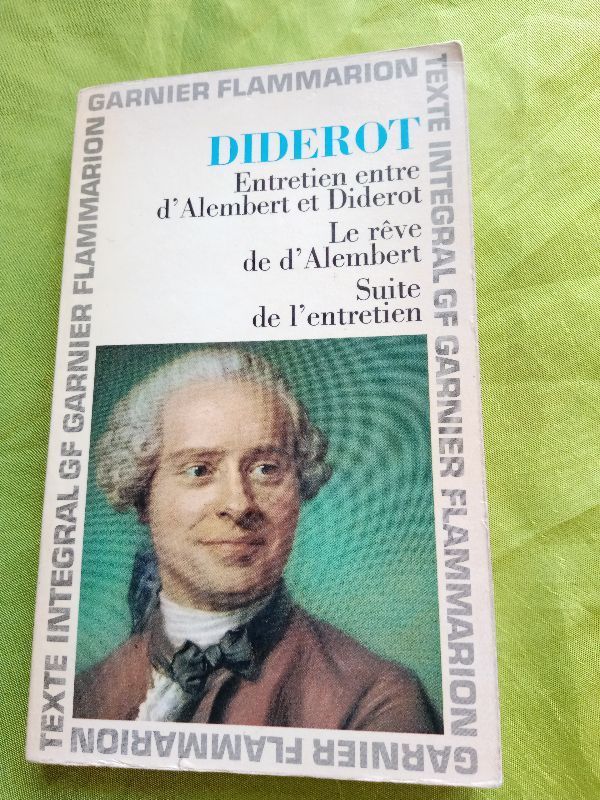 GARNIER FLAMMARION
TEXTE INTEGRAL GF GARNIER FLAMMARION
DIDEROT
Entretien entre
d'Alembert et Diderot
Le rêve
de d'Alembert
Suite
de l'entretien
TEXTE INTEGRAL GF GARNIER FLAMMARION
GARNIER FLAMMARION